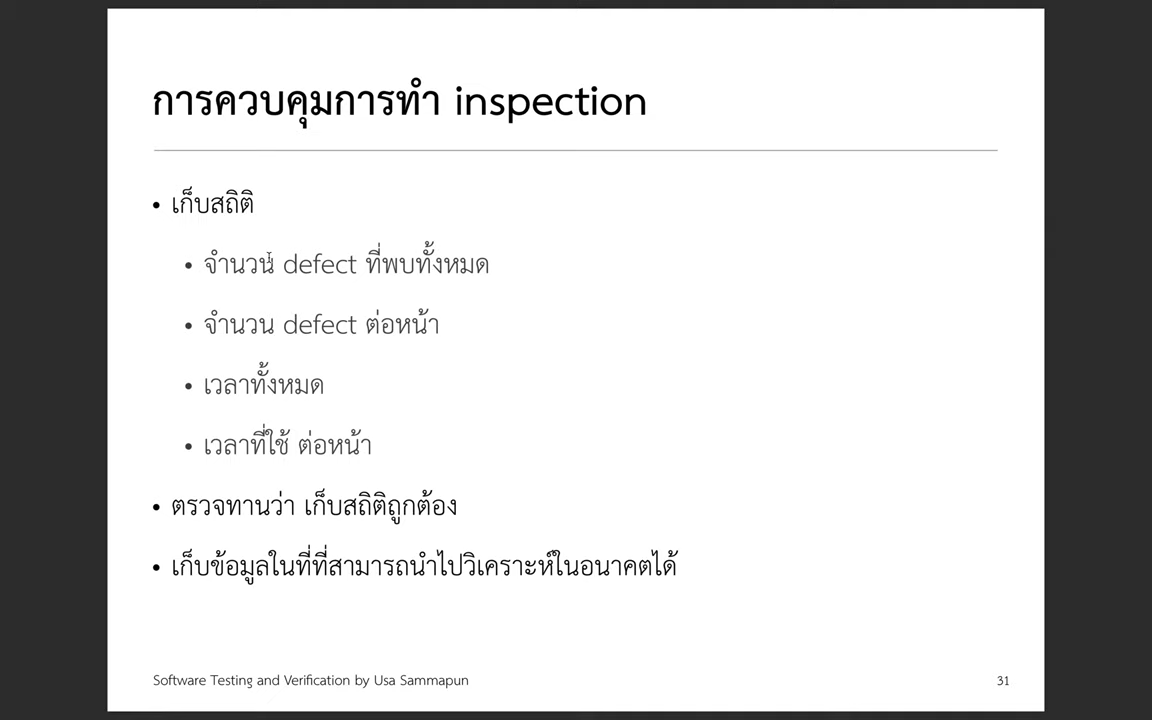 การควบคุมการทำ inspection
• เก็บสถิติ
• จำนวน defect ที่พบทั้งหมด
• จำนวน defect ต่อหน้า
• เวลาทั้งหมด
• เวลาที่ใช้ ต่อหน้า
• ตรวจทานว่า เก็บสถิติถูกต้อง
• เก็บข้อมูลในที่ที่สามารถนำไปวิเคราะห์ในอนาคตได้
Software Testing and Verification by Usa Sammapun
31